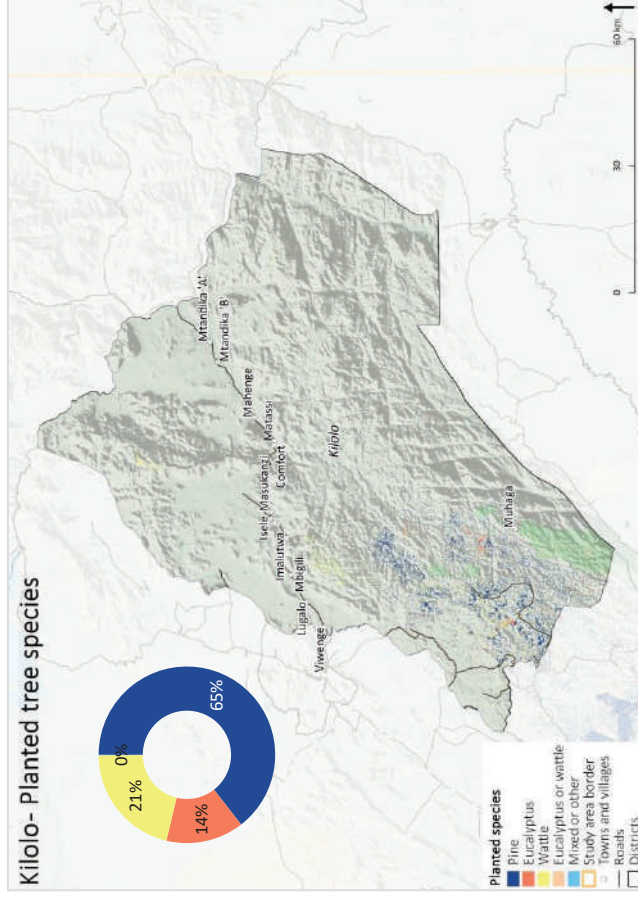 Kilolo- Planted tree species
0%
21%
14%
65%
Mtandika 'A'
Mtandika 'B'
Mahenge
Matassi
Masukanzi
Comfort
Isele
Kilolo
Imalutwa
Mbigili
Lugalo
Viwenge
Muhaga
Planted species
Pine
Eucalyptus
Wattle
Eucalyptus or wattle
Mixed or other
Study area border
Towns and villages
Roads
Districts
0
30
60 km